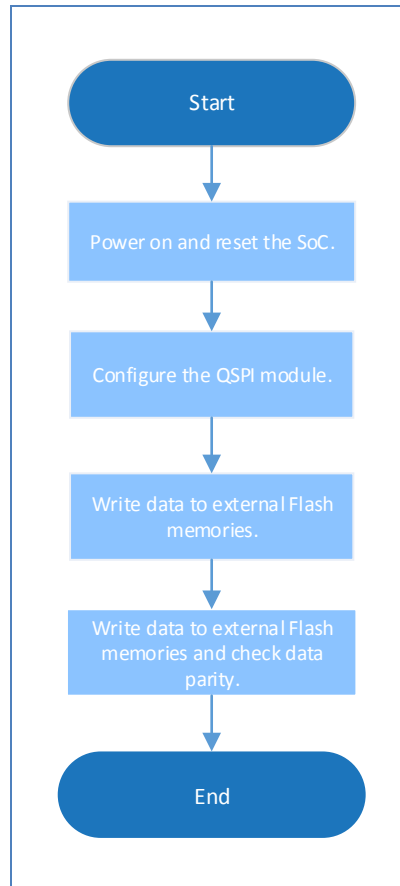 Start
Power on and reset the SoC.
Configure the QSPI module.
Write data to external Flash
memories.
Write data to external Flash
memories and check data
parity.
End